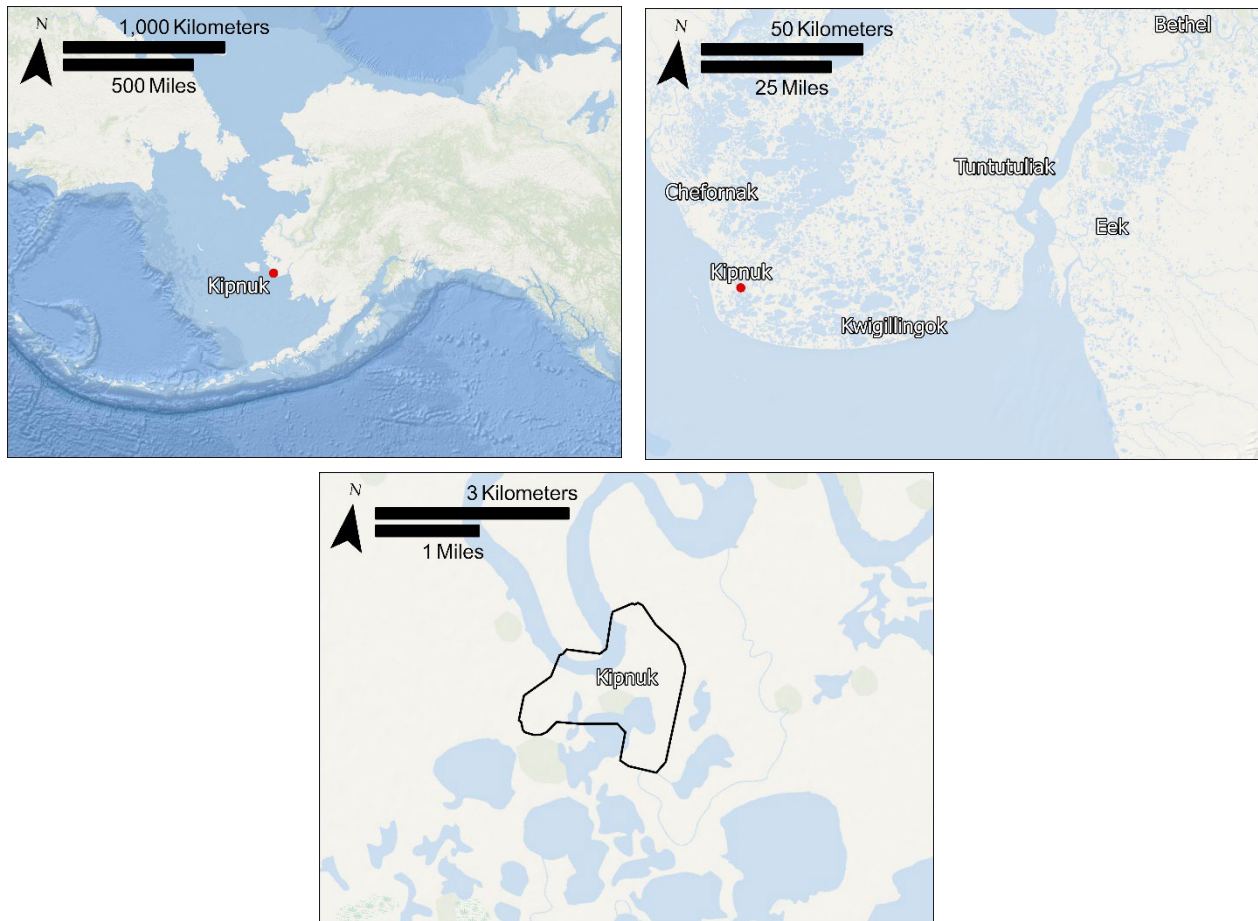 N
1,000 Kilometers
500 Miles
Kipnuk
N
50 Kilometers
25 Miles
Bethel
Tuntutuliak
Chefornak
Eek
Kipnuk
Kwigillingok
N
3 Kilometers
1 Miles
Kipnuk